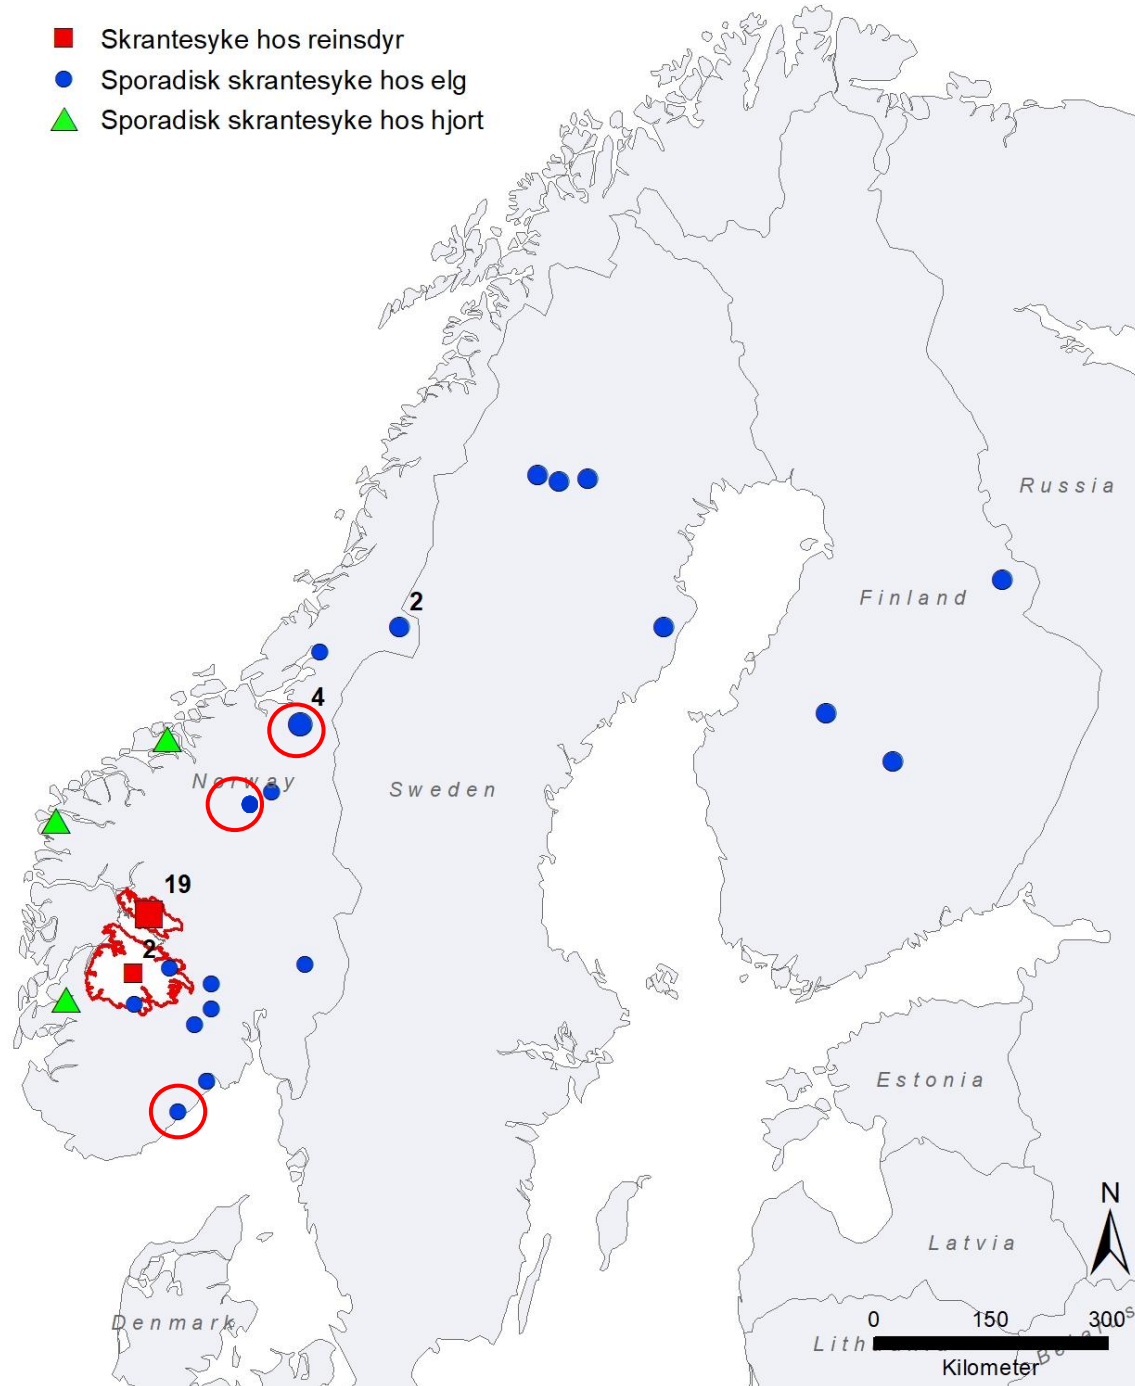 Skrantesyke hos reinsdyr
Sporadisk skrantesyke hos elg
Sporadisk skrantesyke hos hjort
Russia
Finland
2
4
Norway
Sweden
19
2
Estonia
N
Latvia
Denmark
0 150 300
Kilometer